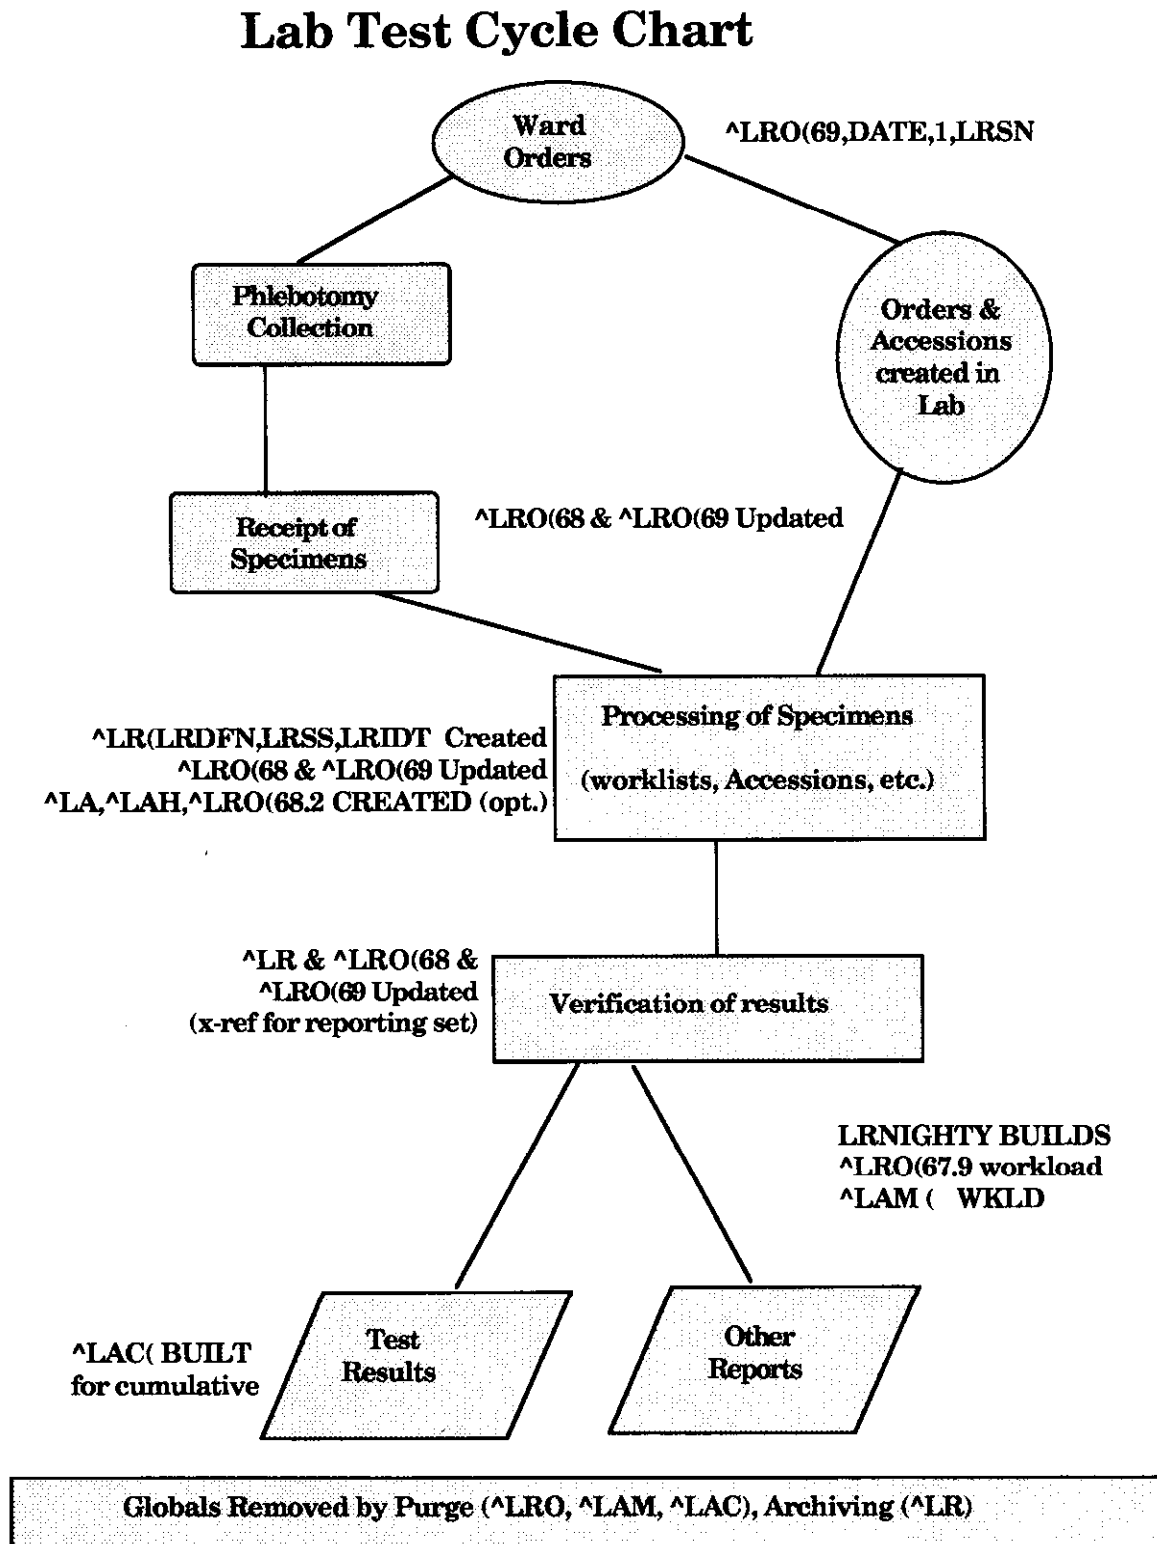 Lab Test Cycle Chart
Ward
Orders
^LRO(69,DATE,1,LRSN
Phlebotomy
Collection
Orders &
Accessions
created in
Lab
Receipt of
Specimens
^LRO(68 & ^LRO(69 Updated
Processing of Specimens
(worklists, Accessions, etc.)
^LR(LRDFN,LRSS,LRIDT Created
^LRO(68 & ^LRO(69 Updated
^LA,^LAH,^LRO(68.2 CREATED (opt.)
^LR & ^LRO(68 &
^LRO(69 Updated
(x-ref for reporting set)
Verification of results
LRNIGHTY BUILDS
^LRO(67.9 workload
^LAM ( WKLD
^LAC( BUILT
for cumulative
Test
Results
Other
Reports
Globals Removed by Purge (^LRO, ^LAM, ^LAC), Archiving (^LR)